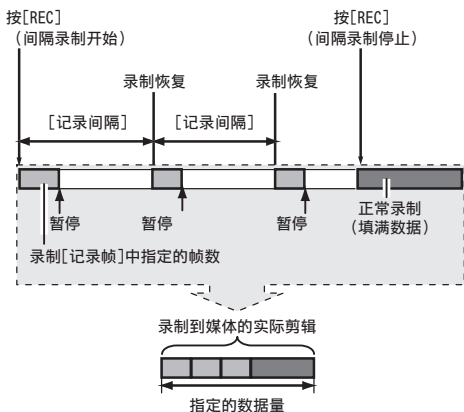 按[REC]
（间隔录制开始）
按[REC]
（间隔录制停止）
录制恢复
录制恢复
[记录间隔]
[记录间隔]
暂停
暂停
暂停
正常录制
（填满数据）
录制[记录帧]中指定的帧数
录制到媒体的实际剪辑
指定的数据量